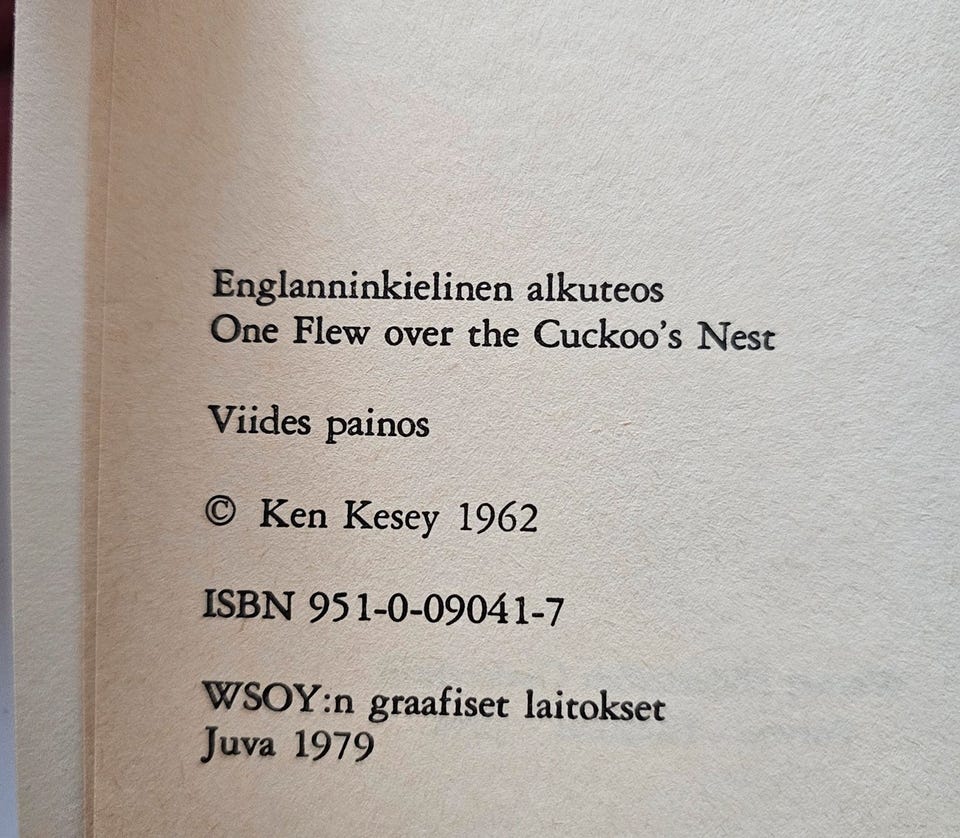 Englanninkielinen alkuteos
One Flew over the Cuckoo's Nest
Viides painos
© Ken Kesey 1962
ISBN 951-0-09041-7
WSOY:n graafiset laitokset
Juva 1979